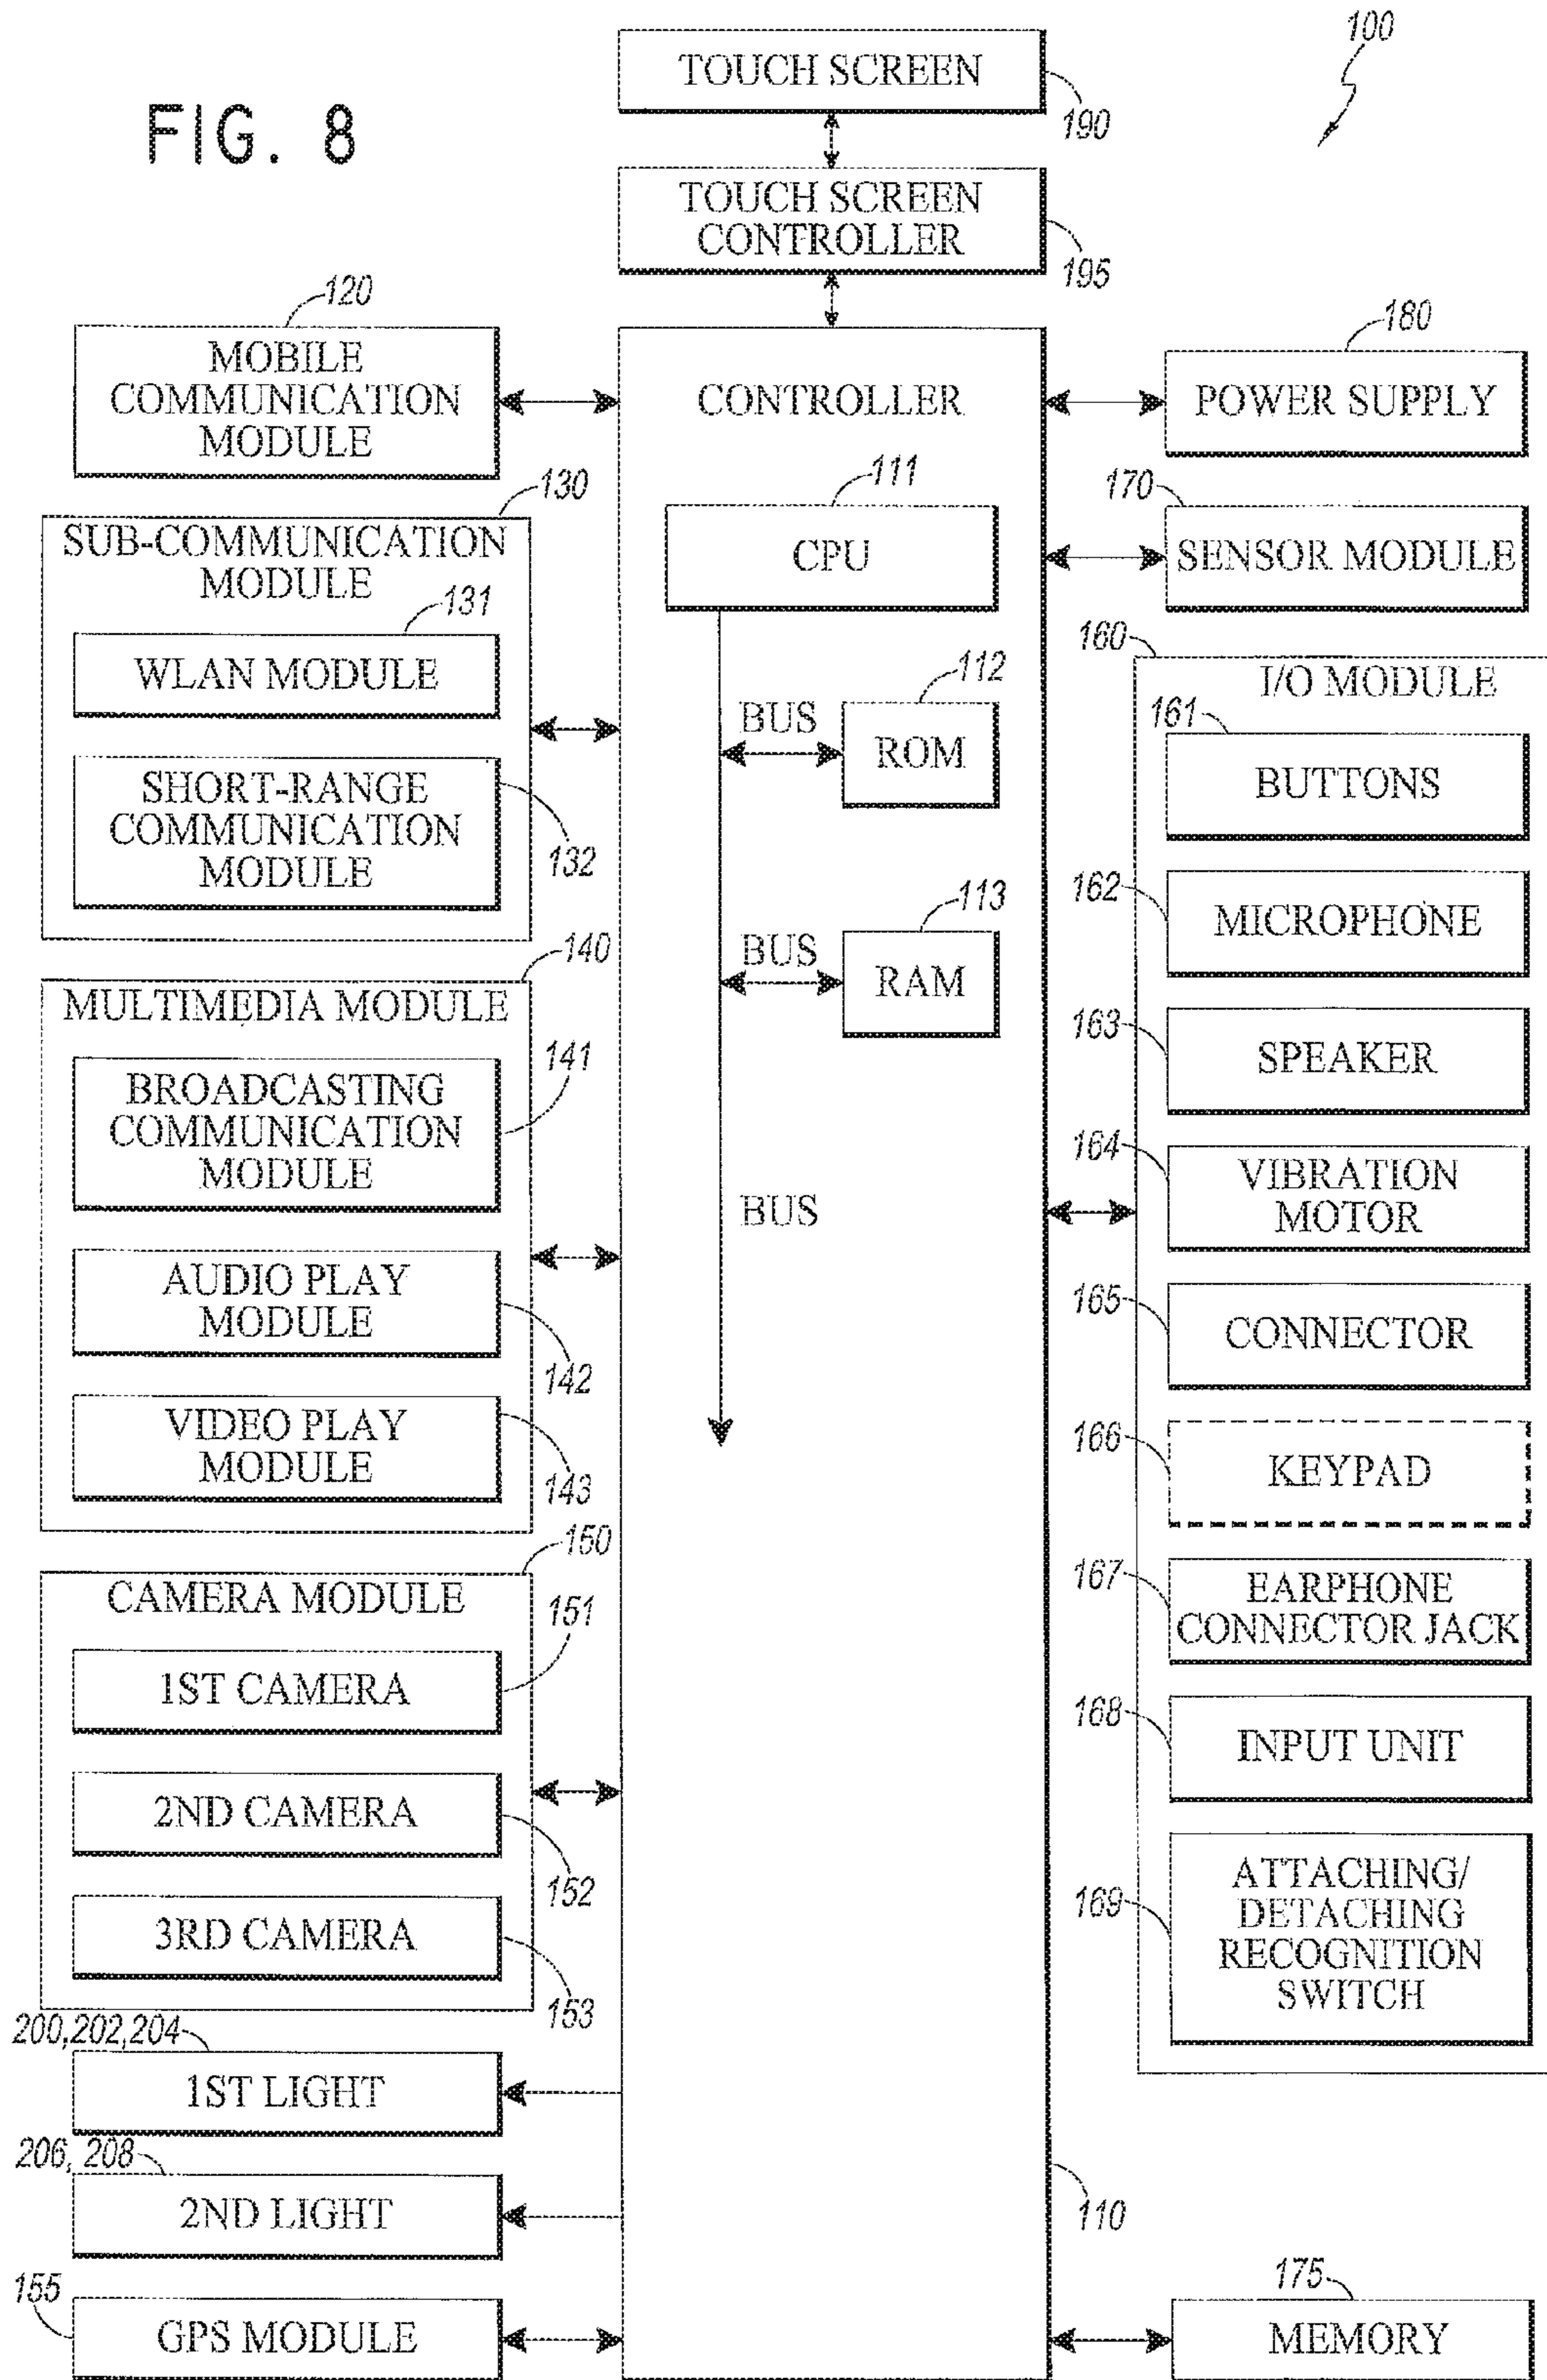 FIG. 8
100
TOUCH SCREEN
190
TOUCH SCREEN
CONTROLLER
195
120
MOBILE
COMMUNICATION
MODULE
130
SUB-COMMUNICATION
MODULE
131
WLAN MODULE
SHORT-RANGE
COMMUNICATION
MODULE
132
140
MULTIMEDIA MODULE
141
BROADCASTING
COMMUNICATION
MODULE
AUDIO PLAY
MODULE
142
VIDEO PLAY
MODULE
143
150
CAMERA MODULE
151
1ST CAMERA
2ND CAMERA
152
3RD CAMERA
153
200,202,204
1ST LIGHT
206, 208
2ND LIGHT
155
GPS MODULE
CONTROLLER
111
CPU
112
BUS
ROM
113
BUS
RAM
BUS
110
180
POWER SUPPLY
170
SENSOR MODULE
160
I/O MODULE
161
BUTTONS
162
MICROPHONE
163
SPEAKER
164
VIBRATION
MOTOR
165
CONNECTOR
166
KEYPAD
167
EARPHONE
CONNECTOR JACK
168
INPUT UNIT
169
ATTACHING/
DETACHING
RECOGNITION
SWITCH
175
MEMORY